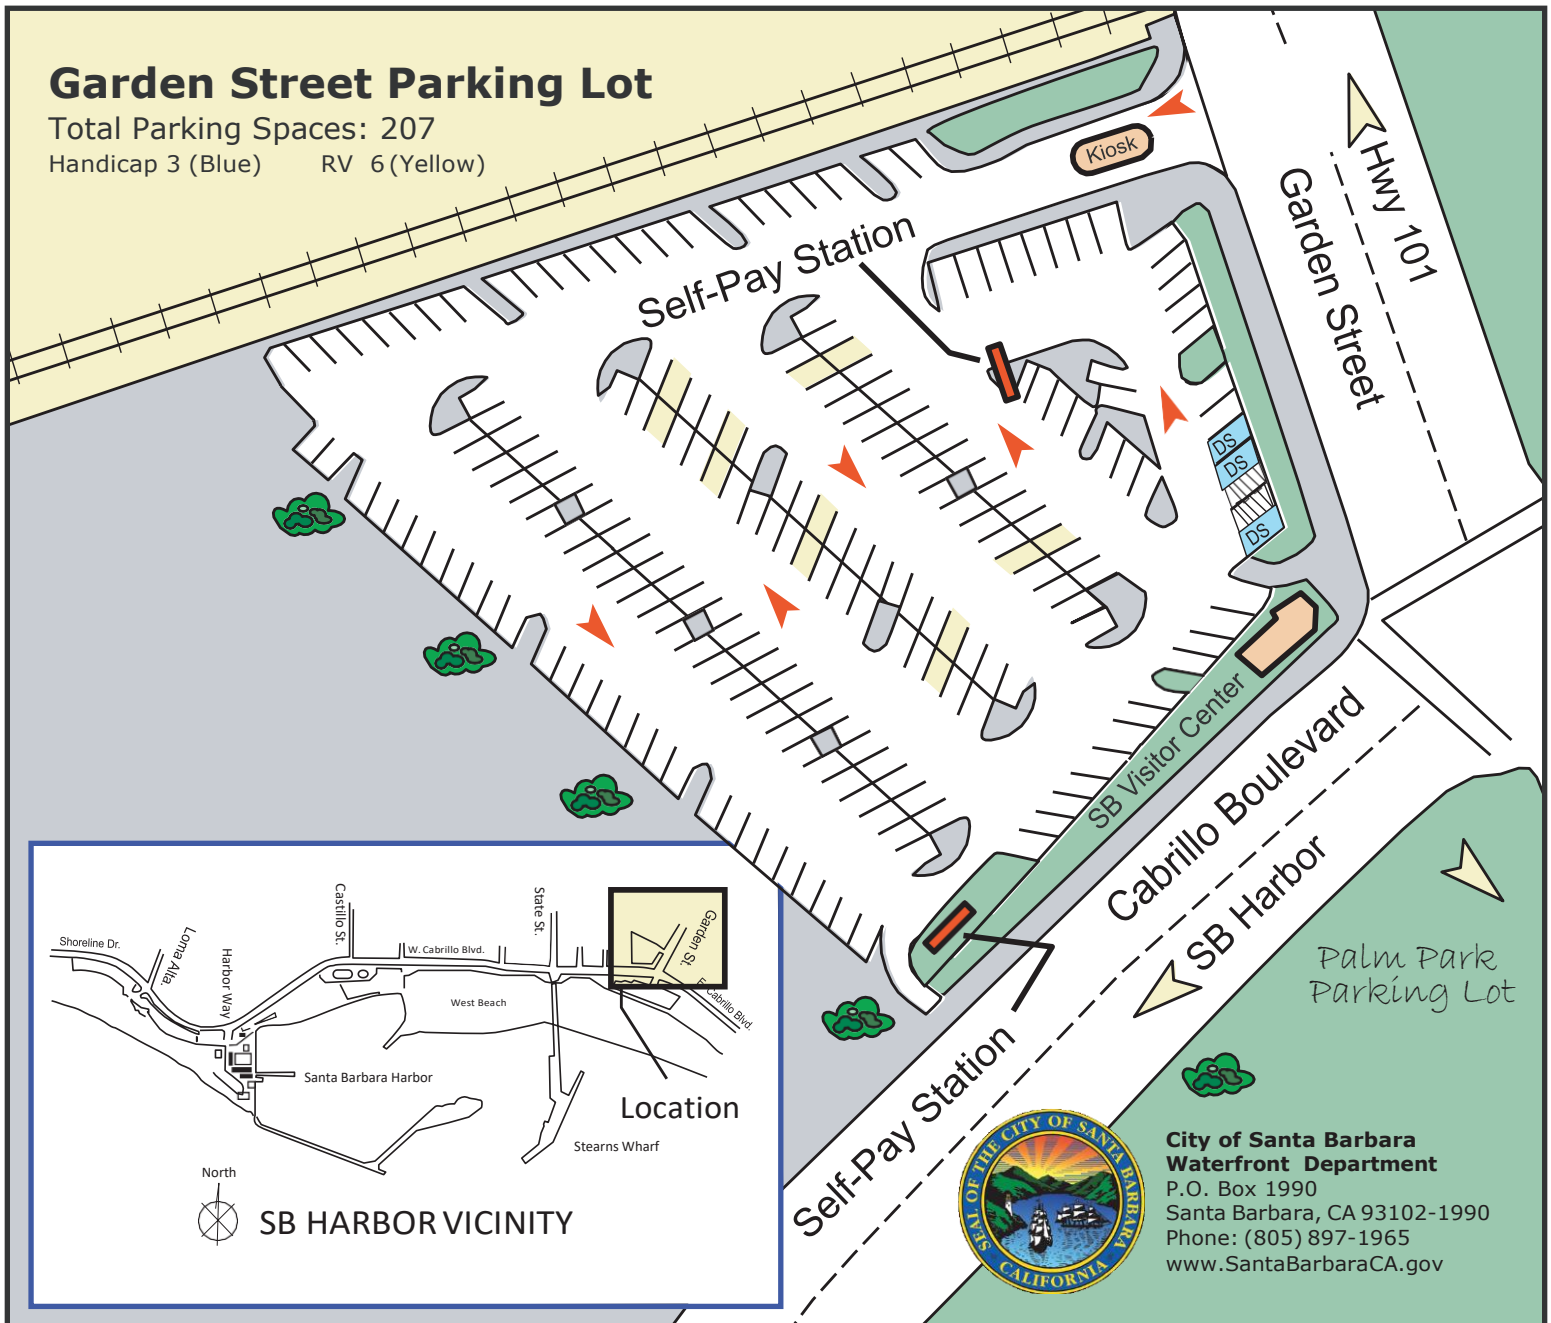 Garden Street Parking Lot
Total Parking Spaces: 207
Handicap 3 (Blue) RV 6 (Yellow)
Kiosk
Hwy 101
Garden Street
Self-Pay Station
DS
DS
DS
SB Visitor Center
Cabrillo Boulevard
SB Harbor
Palm Park
Parking Lot
Self-Pay Station
Shoreline Dr.
Loma Alta.
Harbor Way
Castillo St.
W. Cabrillo Blvd.
State St.
Garden St.
E. Cabrillo Blvd.
West Beach
Santa Barbara Harbor
Location
Stearns Wharf
North
SB HARBOR VICINITY
SEAL OF THE CITY OF SANTA BARBARA
CALIFORNIA
City of Santa Barbara
Waterfront Department
P.O. Box 1990
Santa Barbara, CA 93102-1990
Phone: (805) 897-1965
www.SantaBarbaraCA.gov